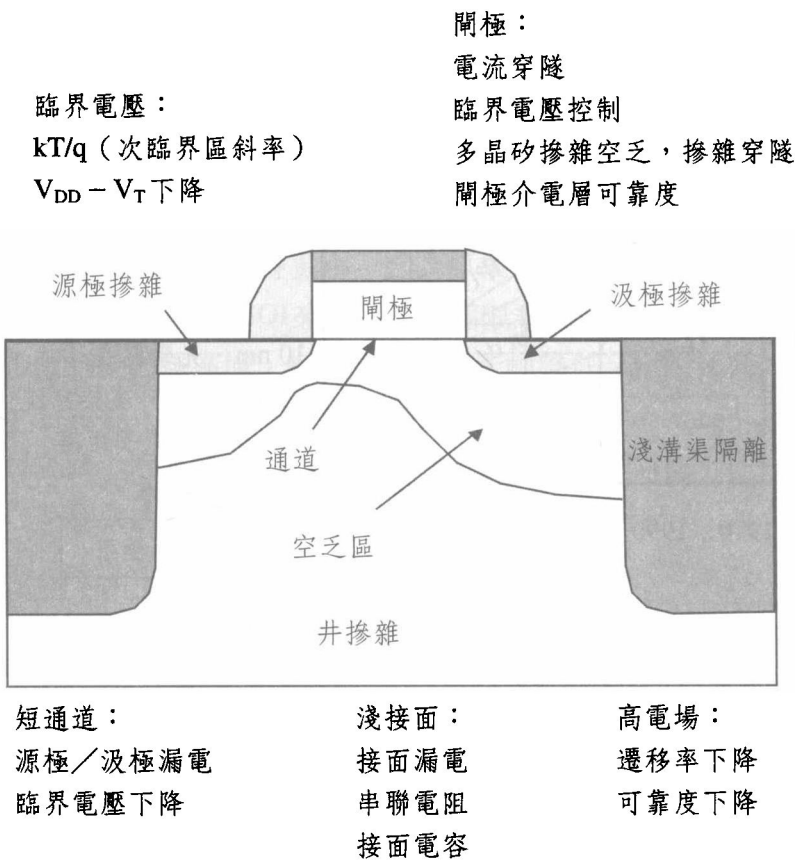 閘極：
電流穿隧
臨界電壓控制
多晶矽摻雜空乏，摻雜穿隧
閘極介電層可靠度
臨界電壓：
kT/q（次臨界區斜率）
V_DD－V_T下降
源極摻雜
閘極
汲極摻雜
通道
淺溝渠隔離
空乏區
井摻雜
短通道：
源極／汲極漏電
臨界電壓下降
淺接面：
接面漏電
串聯電阻
接面電容
高電場：
遷移率下降
可靠度下降